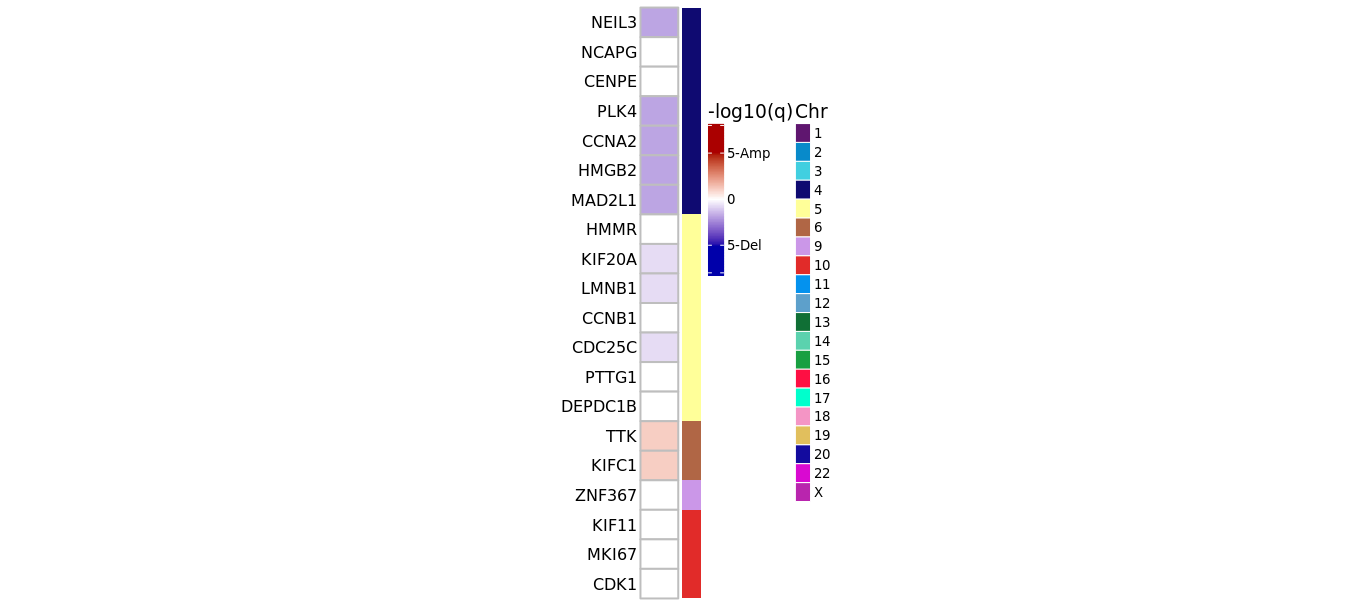 NEIL3
NCAPG
CENPE
PLK4
CCNA2
HMGB2
MAD2L1
HMMR
KIF20A
LMNB1
CCNB1
CDC25C
PTTG1
DEPDC1B
TTK
KIFC1
ZNF367
KIF11
MKI67
CDK1
-log10(q)
5-Amp
0
5-Del
Chr
1
2
3
4
5
6
9
10
11
12
13
14
15
16
17
18
19
20
22
X